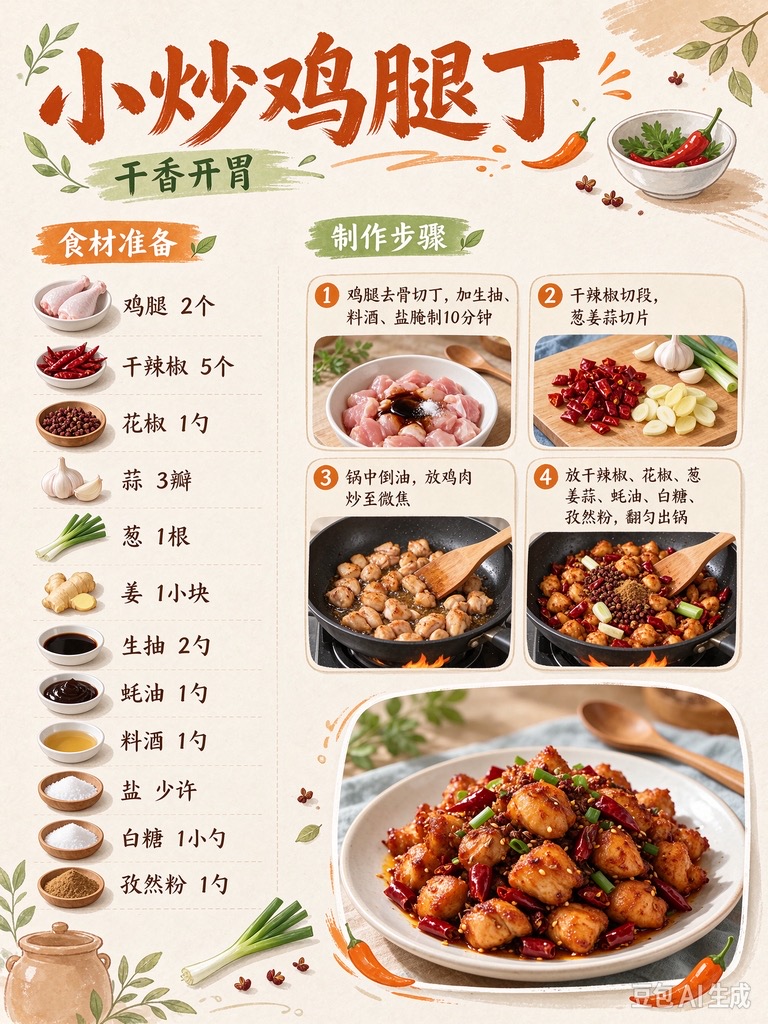 小炒鸡腿丁
干香开胃
食材准备
鸡腿 2个
干辣椒 5个
花椒 1勺
蒜 3瓣
葱 1根
姜 1小块
生抽 2勺
蚝油 1勺
料酒 1勺
盐 少许
白糖 1小勺
孜然粉 1勺
制作步骤
1 鸡腿去骨切丁，加生抽、
料酒、盐腌制10分钟
2 干辣椒切段，
葱姜蒜切片
3 锅中倒油，放鸡肉
炒至微焦
4 放干辣椒、花椒、葱
姜蒜、蚝油、白糖、
孜然粉，翻匀出锅
豆包AI生成